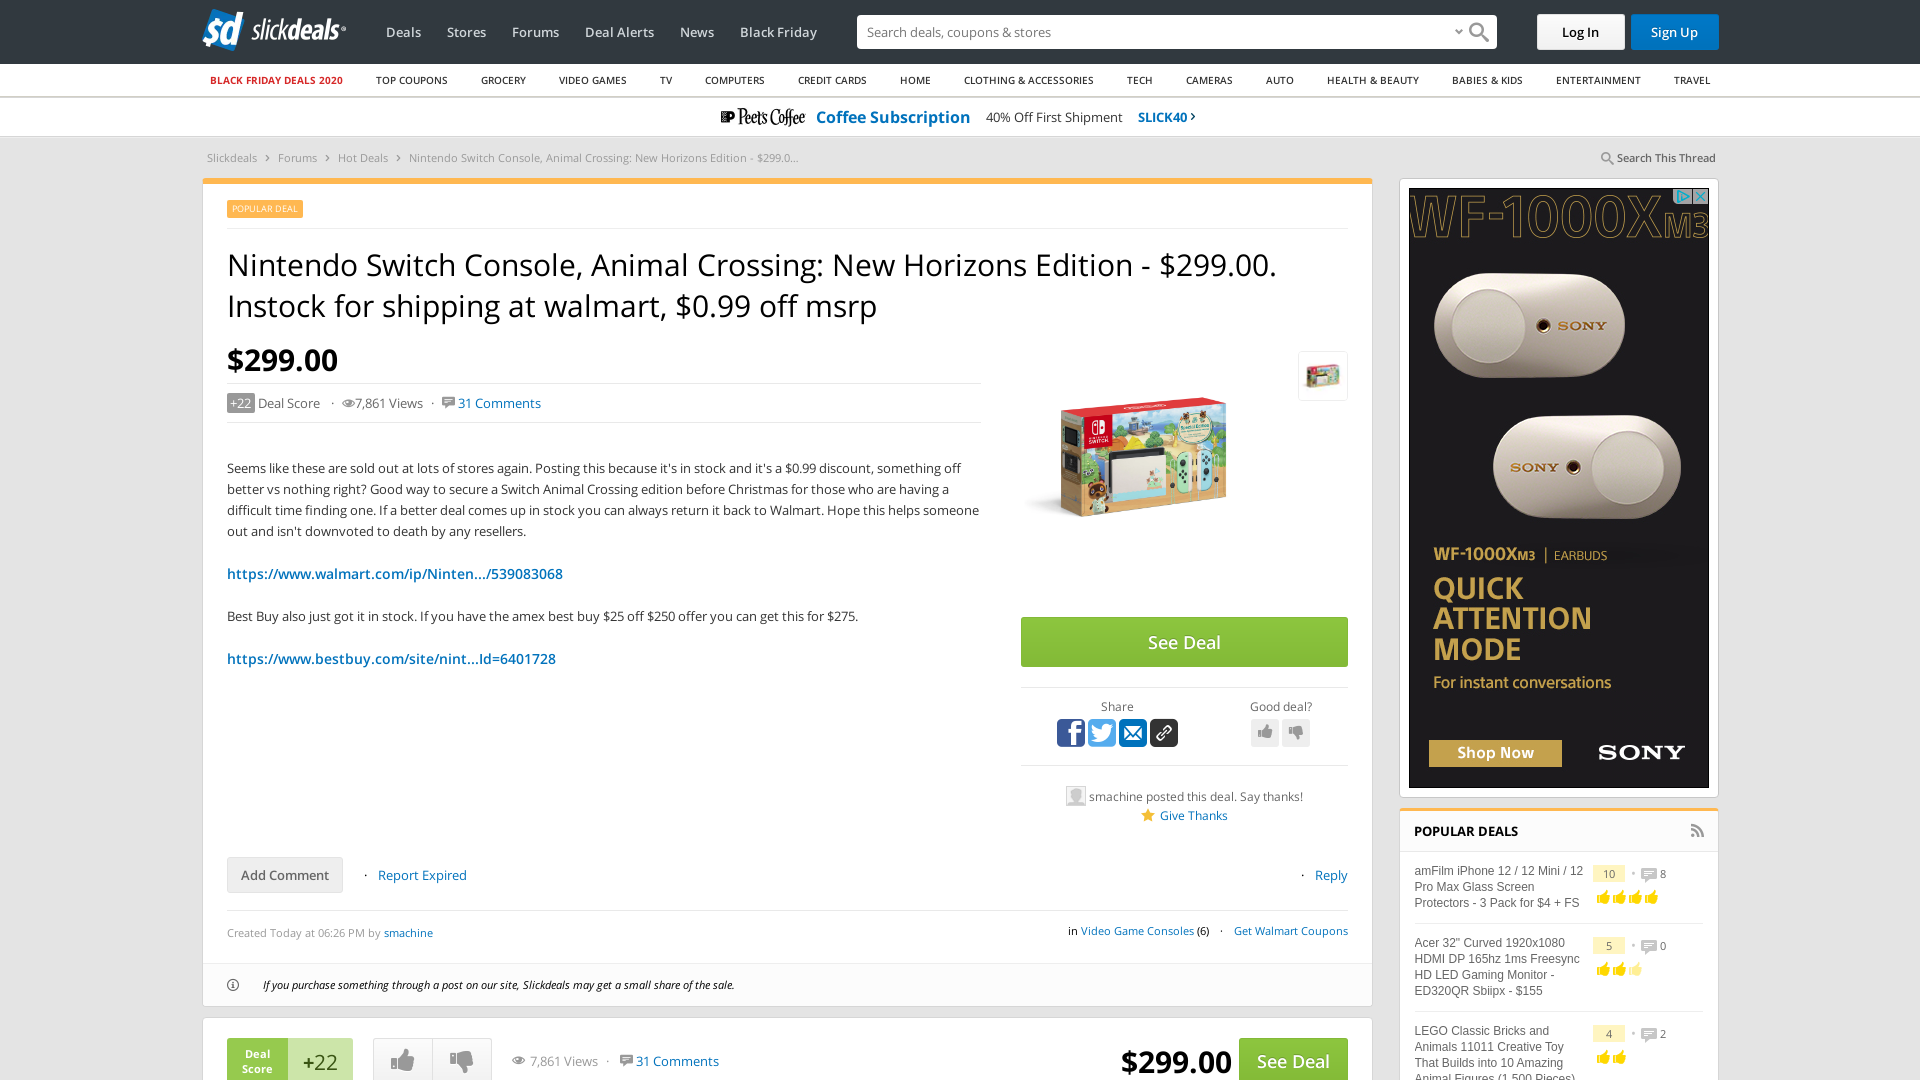 sd slickdeals
Deals
Stores
Forums
Deal Alerts
News
Black Friday
Search deals, coupons & stores
Log In
Sign Up
BLACK FRIDAY DEALS 2020
TOP COUPONS
GROCERY
VIDEO GAMES
TV
COMPUTERS
CREDIT CARDS
HOME
CLOTHING & ACCESSORIES
TECH
CAMERAS
AUTO
HEALTH & BEAUTY
BABIES & KIDS
ENTERTAINMENT
TRAVEL
Peet's Coffee Coffee Subscription 40% Off First Shipment SLICK40 ›
Slickdeals › Forums › Hot Deals › Nintendo Switch Console, Animal Crossing: New Horizons Edition - $299.0...
Search This Thread
POPULAR DEAL
Nintendo Switch Console, Animal Crossing: New Horizons Edition - $299.00.
Instock for shipping at walmart, $0.99 off msrp
$299.00
+22 Deal Score · 7,861 Views · 31 Comments
Seems like these are sold out at lots of stores again. Posting this because it's in stock and it's a $0.99 discount, something off
better vs nothing right? Good way to secure a Switch Animal Crossing edition before Christmas for those who are having a
difficult time finding one. If a better deal comes up in stock you can always return it back to Walmart. Hope this helps someone
out and isn't downvoted to death by any resellers.
https://www.walmart.com/ip/Ninten.../539083068
Best Buy also just got it in stock. If you have the amex best buy $25 off $250 offer you can get this for $275.
https://www.bestbuy.com/site/nint...Id=6401728
See Deal
Share
Good deal?
smachine posted this deal. Say thanks!
Give Thanks
Add Comment · Report Expired
· Reply
Created Today at 06:26 PM by smachine
in Video Game Consoles (6) · Get Walmart Coupons
If you purchase something through a post on our site, Slickdeals may get a small share of the sale.
Deal
Score
+22
7,861 Views · 31 Comments
$299.00
See Deal
WF-1000XM3
SONY
SONY
WF-1000XM3 | EARBUDS
QUICK
ATTENTION
MODE
For instant conversations
Shop Now
SONY
POPULAR DEALS
amFilm iPhone 12 / 12 Mini / 12
Pro Max Glass Screen
Protectors - 3 Pack for $4 + FS
10 • 8
Acer 32" Curved 1920x1080
HDMI DP 165hz 1ms Freesync
HD LED Gaming Monitor -
ED320QR Sbiipx - $155
5 • 0
LEGO Classic Bricks and
Animals 11011 Creative Toy
That Builds into 10 Amazing
Animal Figures (1,500 Pieces)
4 • 2